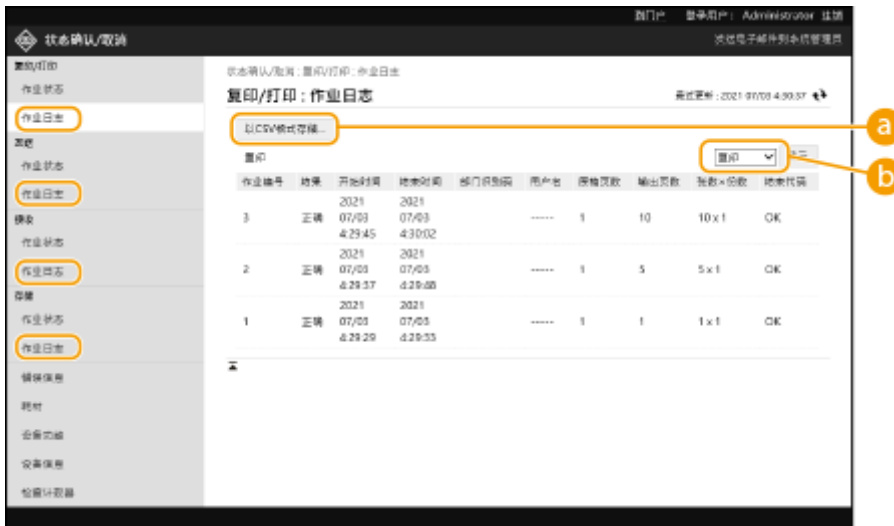 到门户 登录用户: Administrator 注销
状态确认/取消 发送电子邮件到系统管理员
复印/打印
作业状态
作业日志
发送
作业状态
作业日志
接收
作业状态
作业日志
存储
作业状态
作业日志
错误信息
耗材
设备功能
设备信息
检查计数器
状态确认/取消 : 复印/打印 : 作业日志
复印/打印 : 作业日志
最近更新 : 2021 07/03 4:30:37
以CSV格式存储...
a
复印
复印
b
作业编号 结果 开始时间 结束时间 部门识别码 用户名 原稿页数 输出页数 张数×份数 结束代码
3 正确 2021 07/03 4:29:45 2021 07/03 4:30:02 ----- 1 10 10 x 1 OK
2 正确 2021 07/03 4:29:37 2021 07/03 4:29:48 ----- 1 5 5 x 1 OK
1 正确 2021 07/03 4:29:29 2021 07/03 4:29:33 ----- 1 1 1 x 1 OK